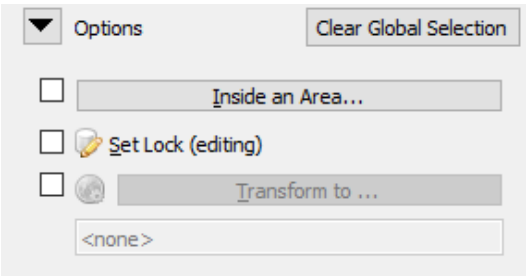 Options
Clear Global Selection
Inside an Area...
Set Lock (editing)
Transform to ...
<none>